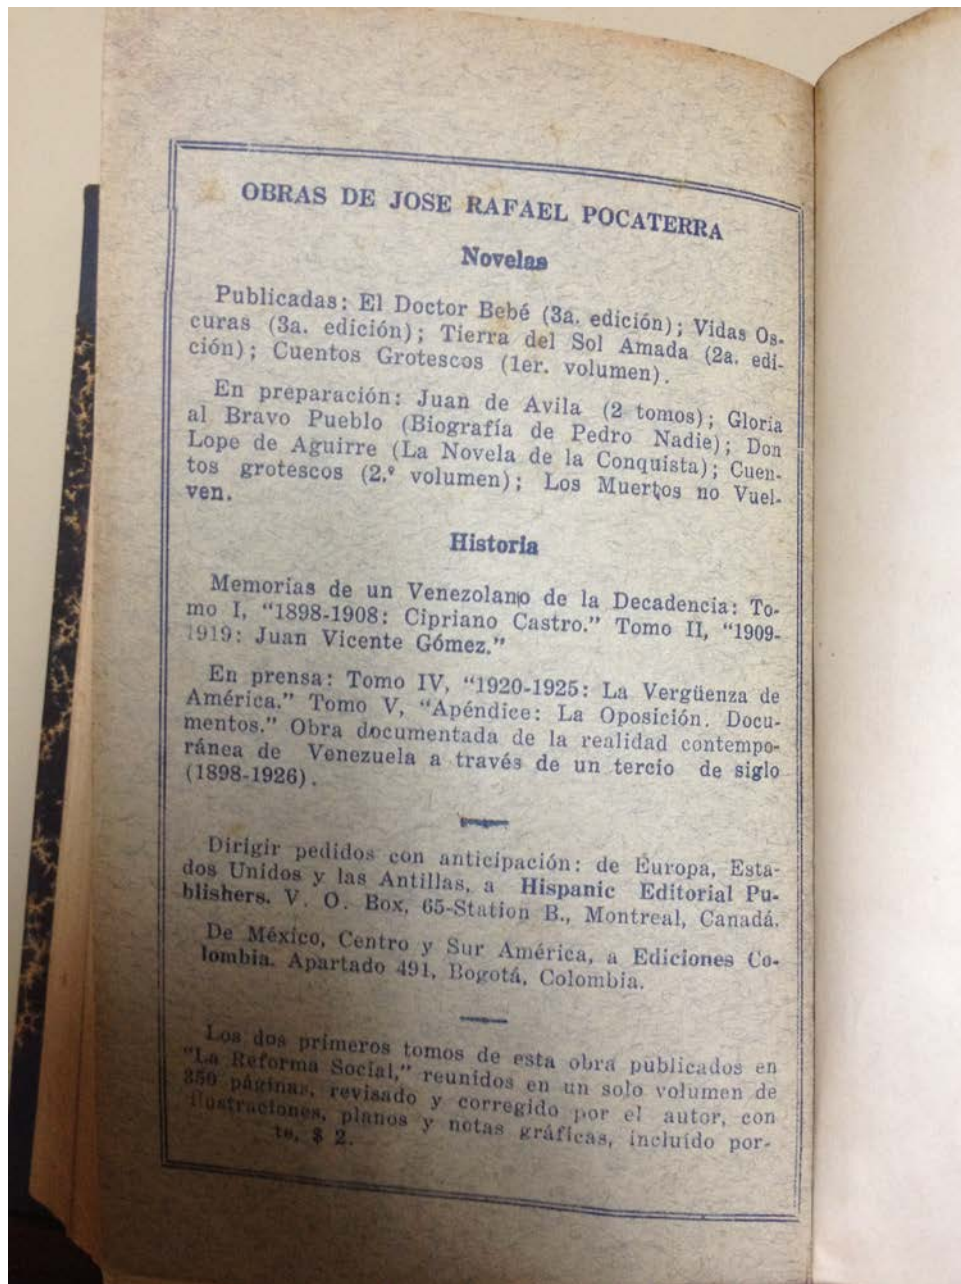 OBRAS DE JOSE RAFAEL POCATERRA
Novelas
Publicadas: El Doctor Bebé (3a. edición); Vidas Os-
curas (3a. edición); Tierra del Sol Amada (2a. edi-
ción); Cuentos Grotescos (1er. volumen).
En preparación: Juan de Avila (2 tomos); Gloria
al Bravo Pueblo (Biografía de Pedro Nadie); Don
Lope de Aguirre (La Novela de la Conquista); Cuen-
tos grotescos (2.º volumen); Los Muertos no Vuel-
ven.
Historia
Memorias de un Venezolano de la Decadencia: To-
mo I, "1898-1908: Cipriano Castro." Tomo II, "1909-
1919: Juan Vicente Gómez."
En prensa: Tomo IV, "1920-1925: La Vergüenza de
América." Tomo V, "Apéndice: La Oposición. Docu-
mentos." Obra documentada de la realidad contempo-
ránea de Venezuela a través de un tercio de siglo
(1898-1926).
Dirigir pedidos con anticipación: de Europa, Esta-
dos Unidos y las Antillas, a Hispanic Editorial Pu-
blishers. V. O. Box, 65-Station B., Montreal, Canadá.
De México, Centro y Sur América, a Ediciones Co-
lombia. Apartado 491, Bogotá, Colombia.
Los dos primeros tomos de esta obra publicados en
"La Reforma Social," reunidos en un solo volumen de
350 páginas, revisado y corregido por el autor, con
ilustraciones, planos y notas gráficas, incluído por-
te, $ 2.